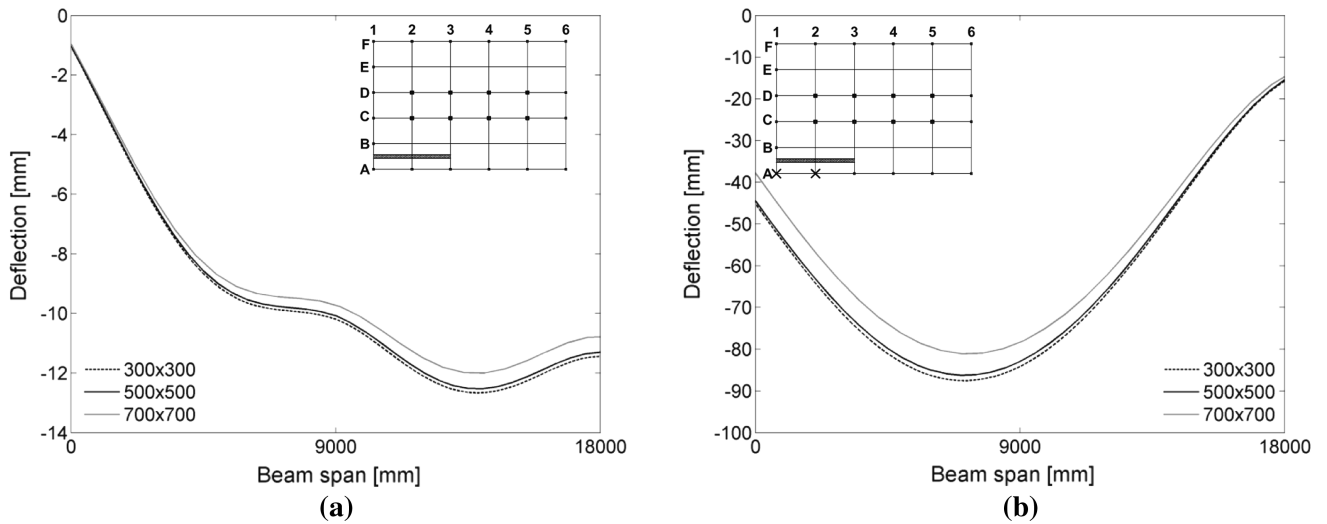 0
-2
-4
-6
-8
-10
-12
-14
Deflection [mm]
1 2 3 4 5 6
F
E
D
C
B
A
300x300
500x500
700x700
0 9000 18000
Beam span [mm]
(a)
0
-10
-20
-30
-40
-50
-60
-70
-80
-90
-100
Deflection [mm]
1 2 3 4 5 6
F
E
D
C
B
A
300x300
500x500
700x700
0 9000 18000
Beam span [mm]
(b)